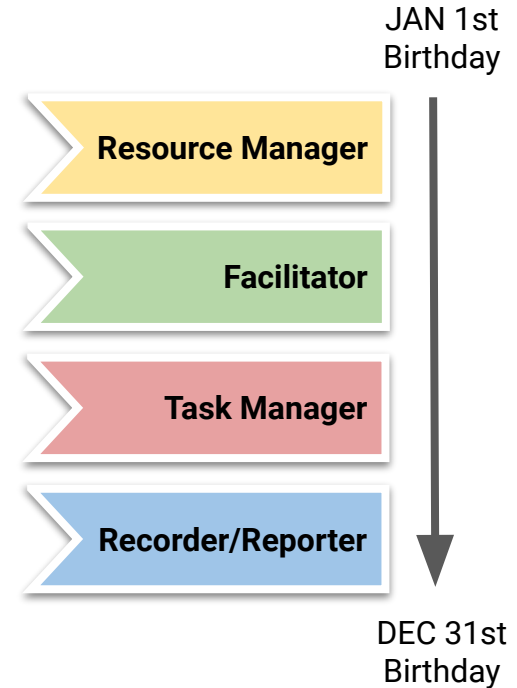 JAN 1st
Birthday
Resource Manager
Facilitator
Task Manager
Recorder/Reporter
DEC 31st
Birthday